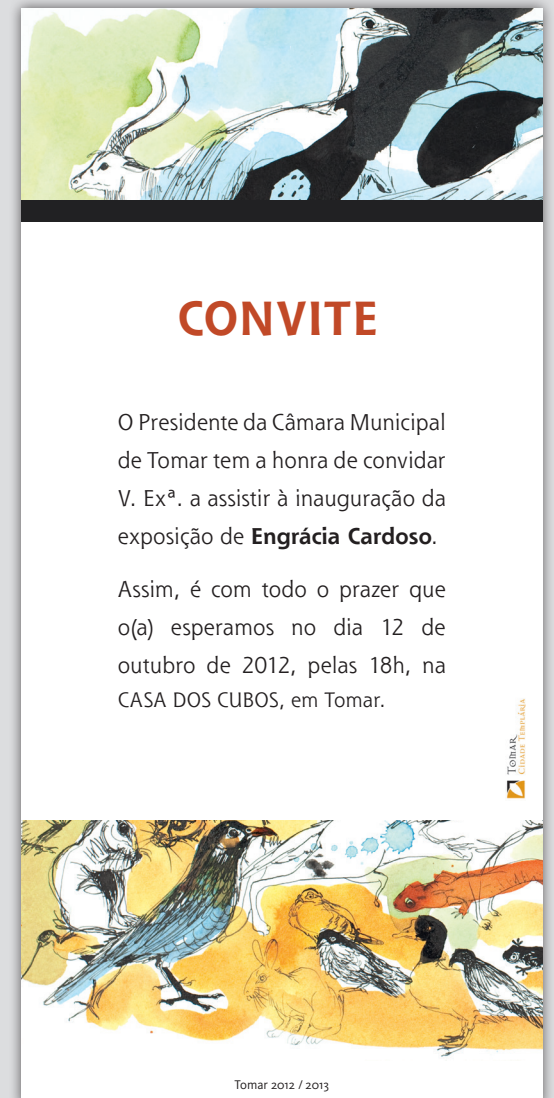 CONVITE
O Presidente da Câmara Municipal
de Tomar tem a honra de convidar
V. Exª. a assistir à inauguração da
exposição de Engrácia Cardoso.
Assim, é com todo o prazer que
o(a) esperamos no dia 12 de
outubro de 2012, pelas 18h, na
CASA DOS CUBOS, em Tomar.
TOMAR
CIDADE TEMPLÁRIA
Tomar 2012 / 2013